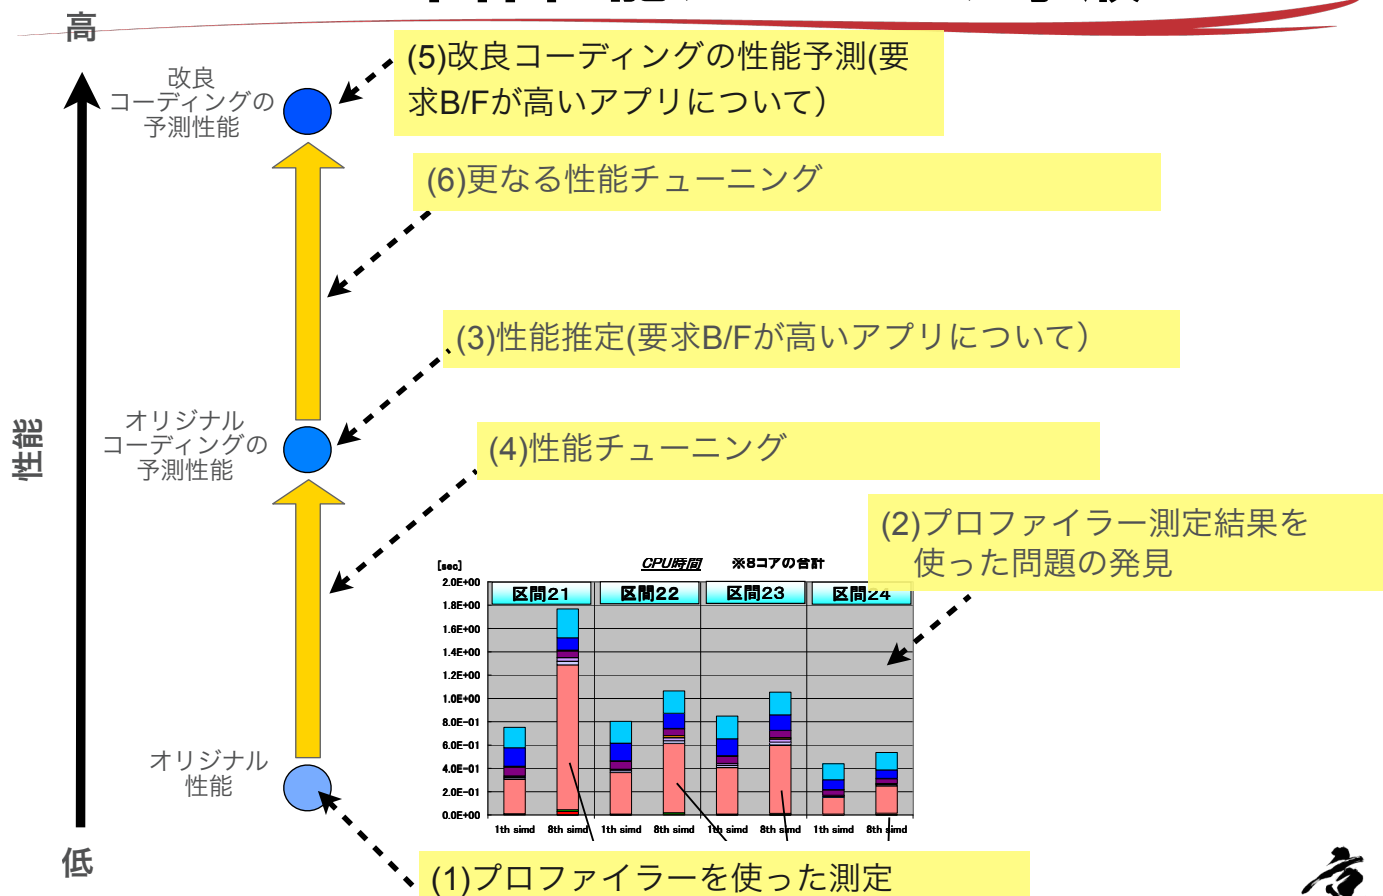 高
(5)改良コーディングの性能予測(要
求B/Fが高いアプリについて）
改良
コーディングの
予測性能
(6)更なる性能チューニング
(3)性能推定(要求B/Fが高いアプリについて）
オリジナル
コーディングの
予測性能
性能
(4)性能チューニング
(2)プロファイラー測定結果を
使った問題の発見
[sec]
CPU時間 ※8コアの合計
2.0E+00
1.8E+00
1.6E+00
1.4E+00
1.2E+00
1.0E+00
8.0E-01
6.0E-01
4.0E-01
2.0E-01
0.0E+00
区間21 区間22 区間23 区間24
1th simd 8th simd 1th simd 8th simd 1th simd 8th simd 1th simd 8th simd
オリジナル
性能
低
(1)プロファイラーを使った測定